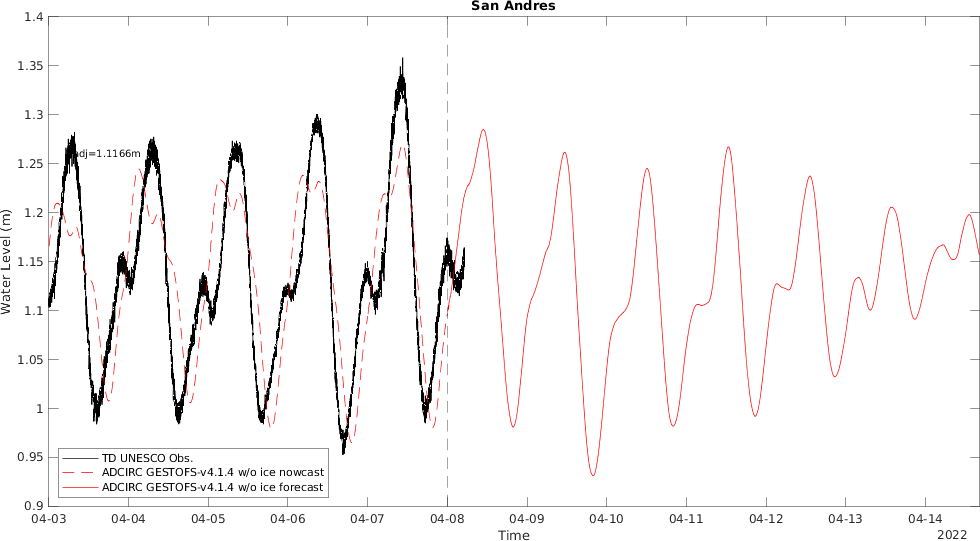 San Andres
Water Level (m)
1.4
1.35
1.3
1.25
1.2
1.15
1.1
1.05
1
0.95
0.9
adj=1.1166m
TD UNESCO Obs.
ADCIRC GESTOFS-v4.1.4 w/o ice nowcast
ADCIRC GESTOFS-v4.1.4 w/o ice forecast
04-03 04-04 04-05 04-06 04-07 04-08 04-09 04-10 04-11 04-12 04-13 04-14
Time
2022